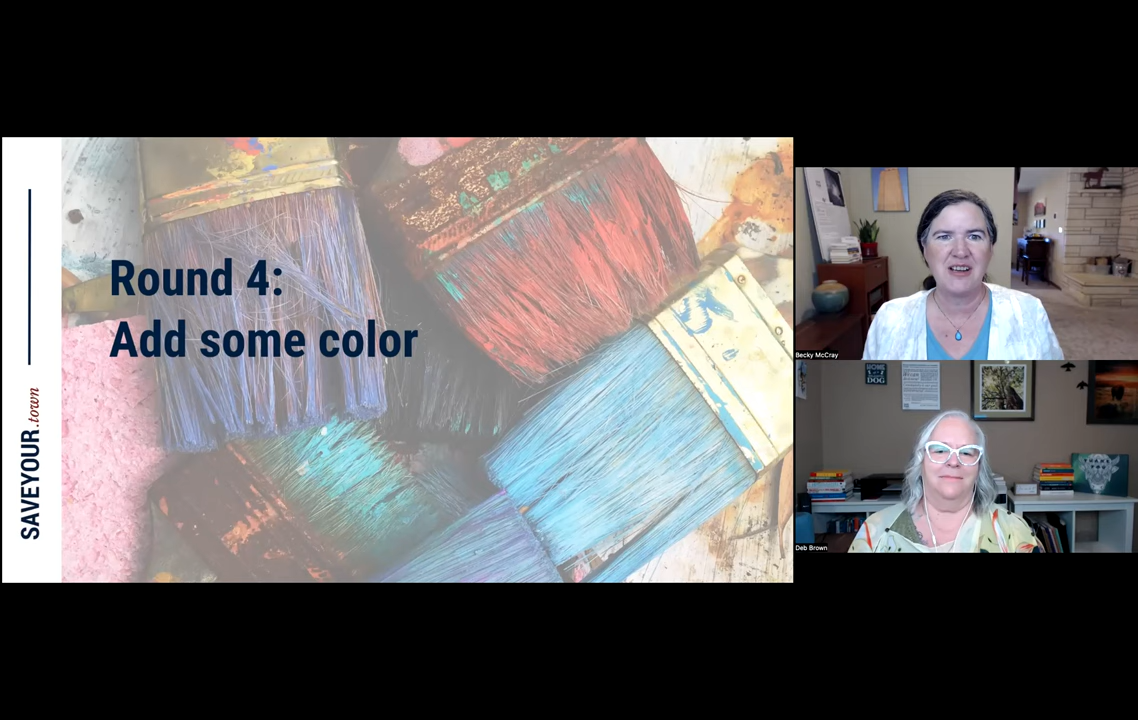 Round 4:
Add some color
SAVEYOUR.town
Becky McCray
Deb Brown